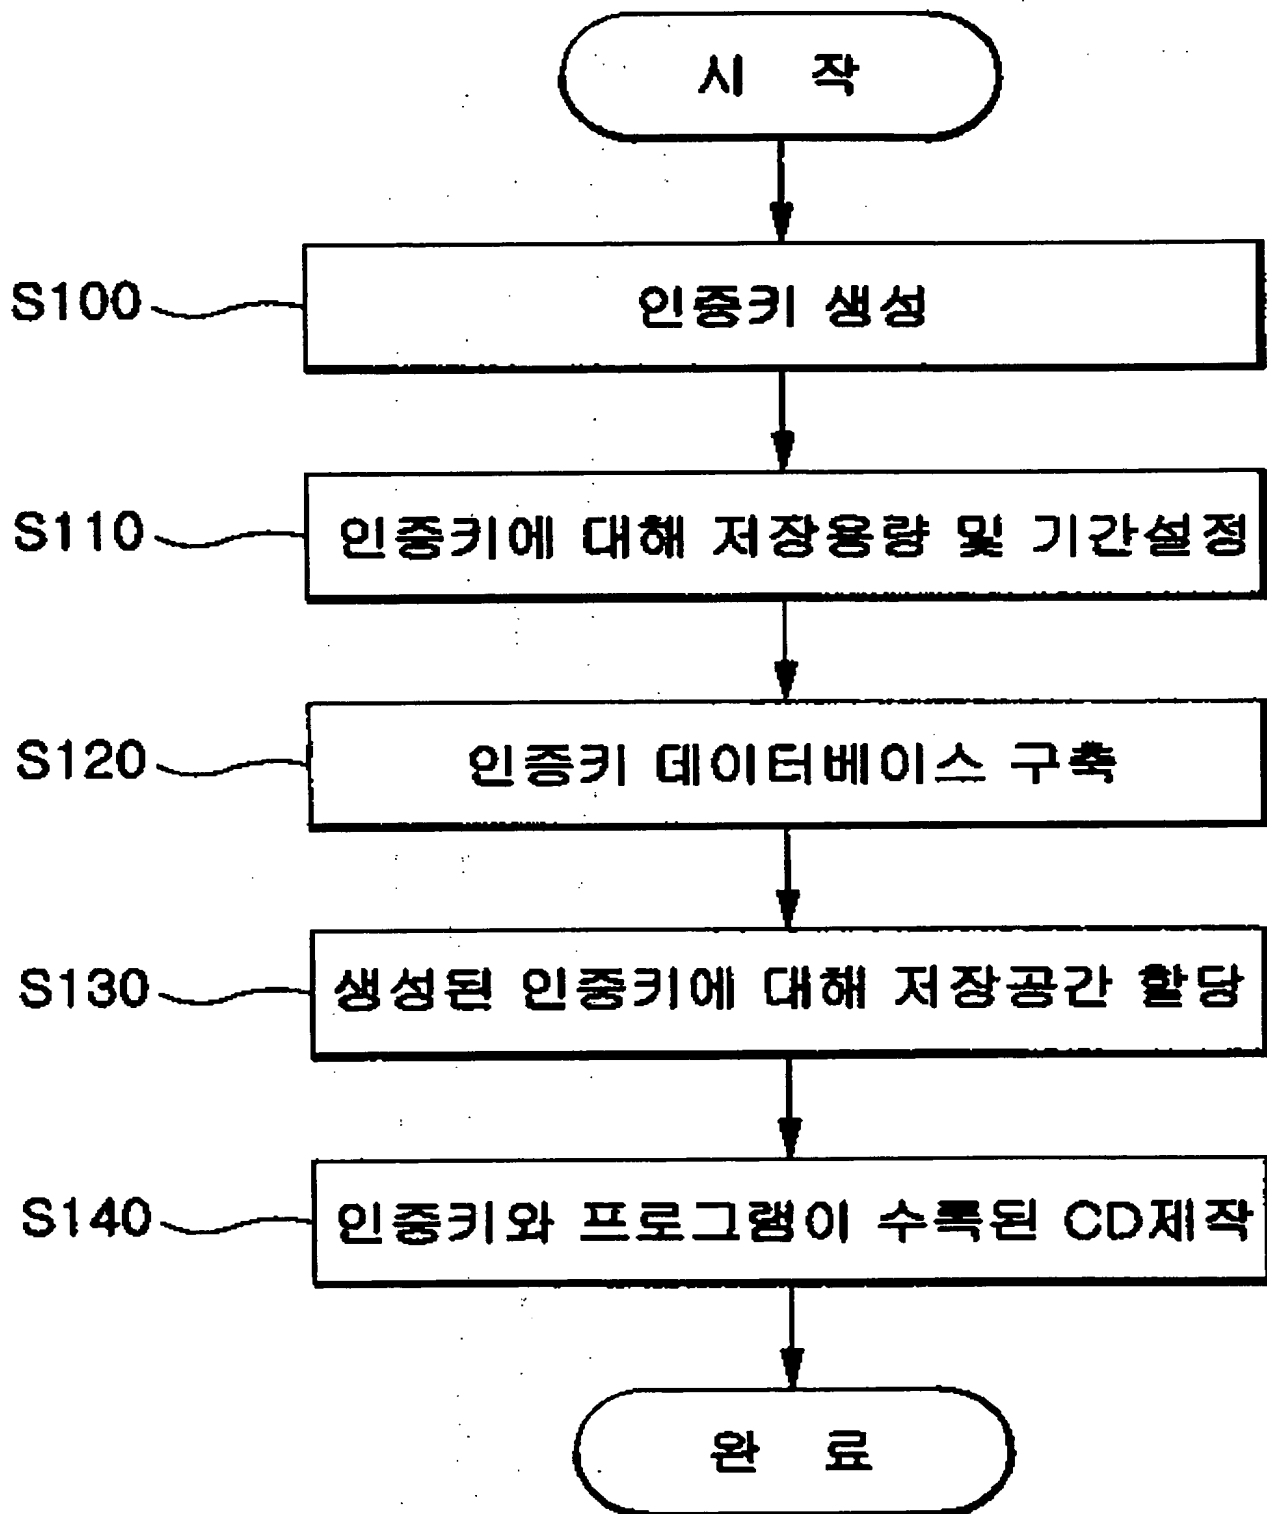 시 작
S100 인증키 생성
S110 인증키에 대해 저장용량 및 기간설정
S120 인증키 데이터베이스 구축
S130 생성된 인증키에 대해 저장공간 할당
S140 인증키와 프로그램이 수록된 CD제작
완 료